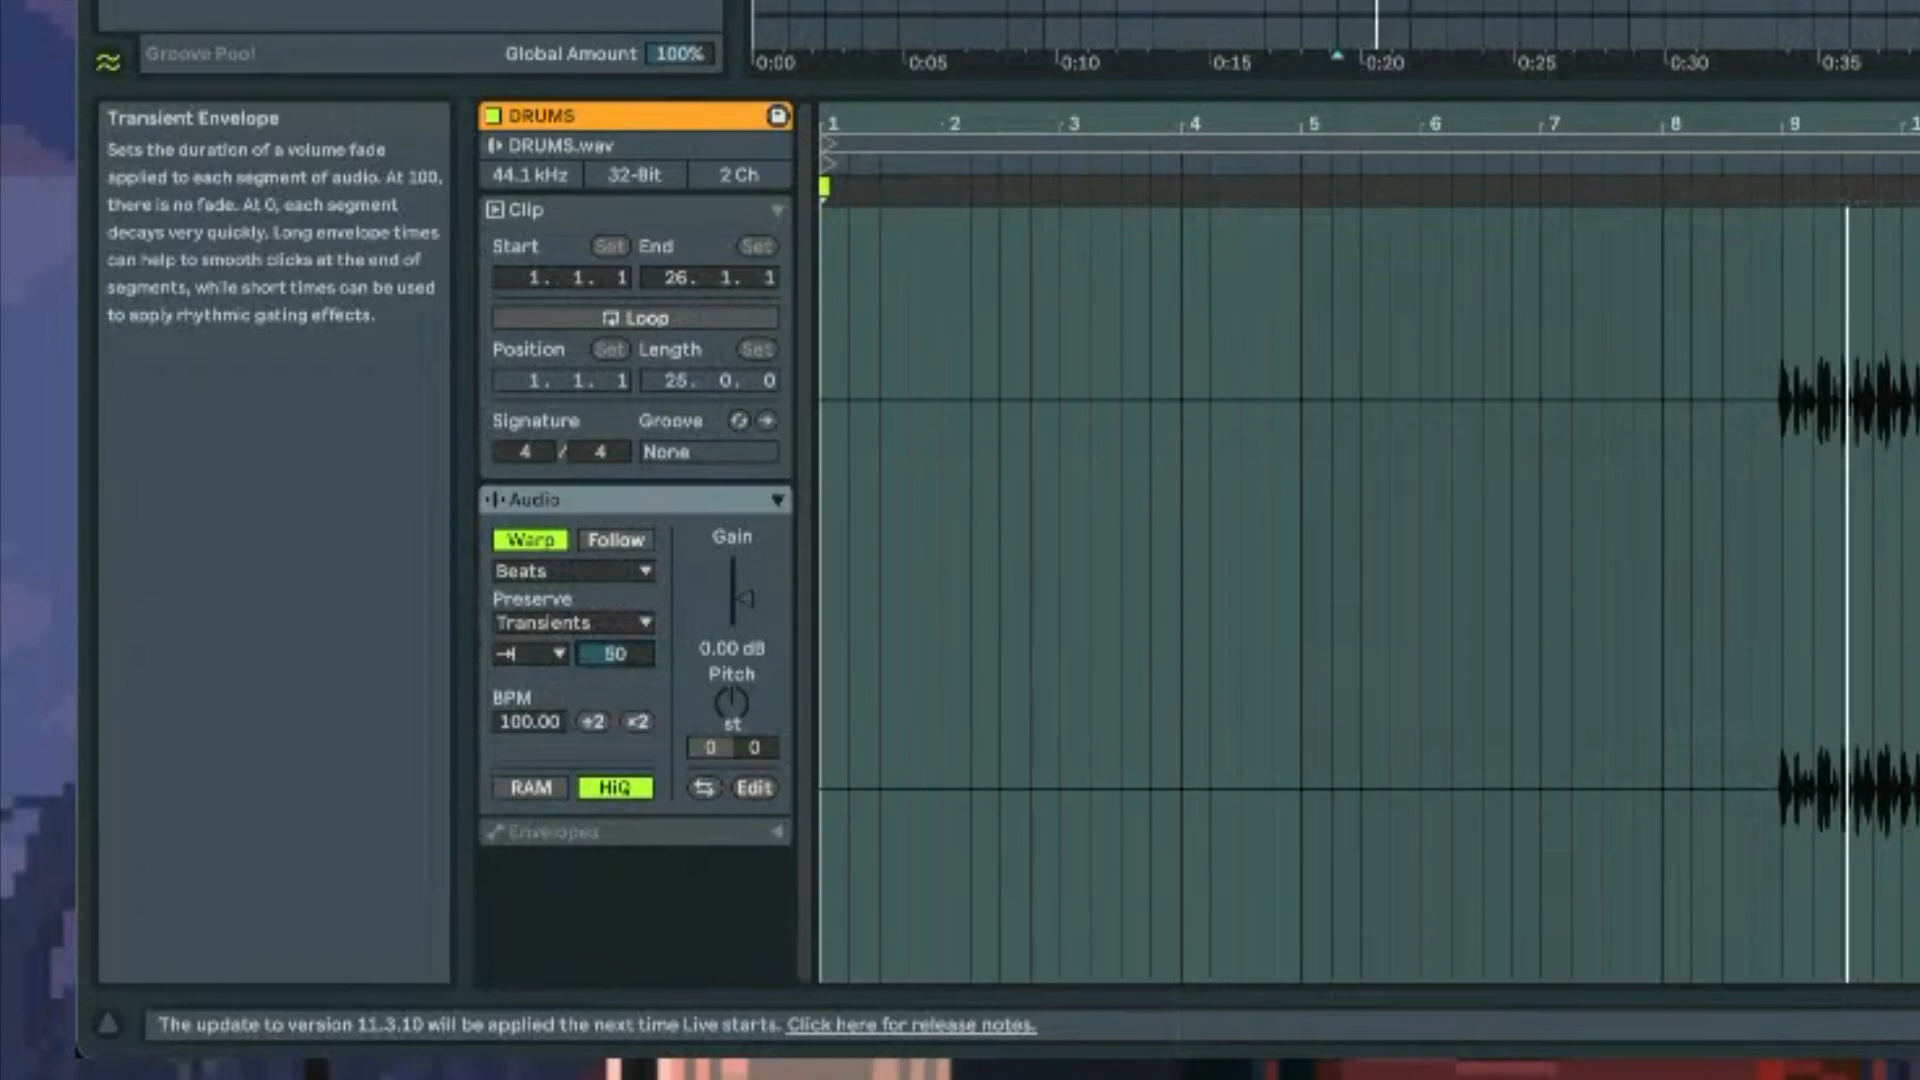 Groove Pool
Global Amount 100%
0:00 0:05 0:10 0:15 0:20 0:25 0:30 0:35
Transient Envelope
Sets the duration of a volume fade
applied to each segment of audio. At 100,
there is no fade. At 0, each segment
decays very quickly. Long envelope times
can help to smooth clicks at the end of
segments, while short times can be used
to apply rhythmic gating effects.
DRUMS
DRUMS.wav
44.1 kHz 32-Bit 2 Ch
Clip
Start Set End Set
1. 1. 1 26. 1. 1
Loop
Position Set Length Set
1. 1. 1 25. 0. 0
Signature Groove
4 / 4 None
Audio
Warp Follow Gain
Beats
Preserve
Transients
50 0.00 dB
Pitch
BPM
100.00 ÷2 ×2 st
0 0
RAM HiQ Edit
Envelopes
1 2 3 4 5 6 7 8 9
The update to version 11.3.10 will be applied the next time Live starts. Click here for release notes.